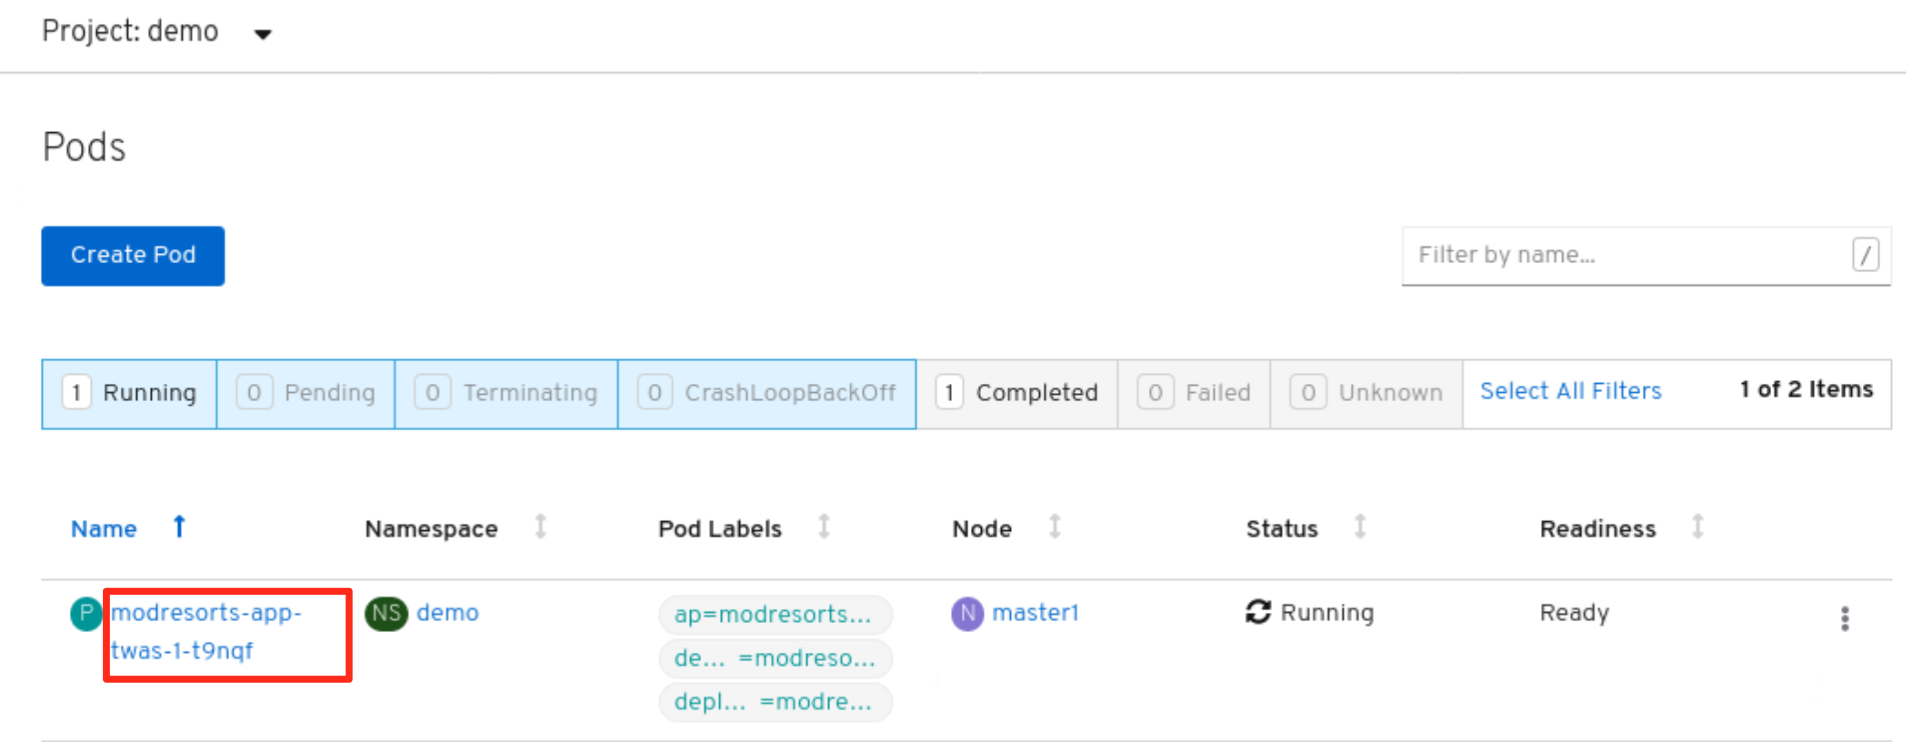 Project: demo
Pods
Create Pod
Filter by name...
/
1 Running 0 Pending 0 Terminating 0 CrashLoopBackOff 1 Completed 0 Failed 0 Unknown Select All Filters 1 of 2 Items
Name Namespace Pod Labels Node Status Readiness
P modresorts-app-
twas-1-t9nqf
NS demo
ap=modresorts...
de... =modreso...
depl... =modre...
N master1
Running
Ready